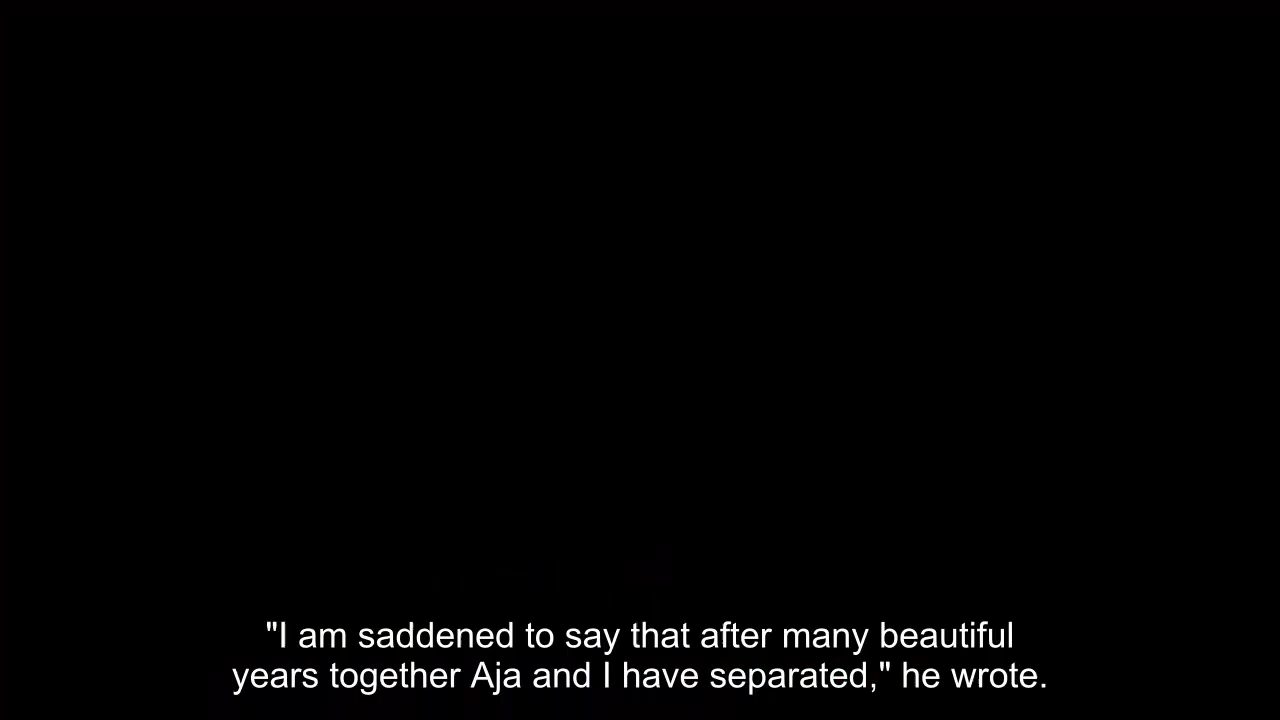 "I am saddened to say that after many beautiful
years together Aja and I have separated," he wrote.